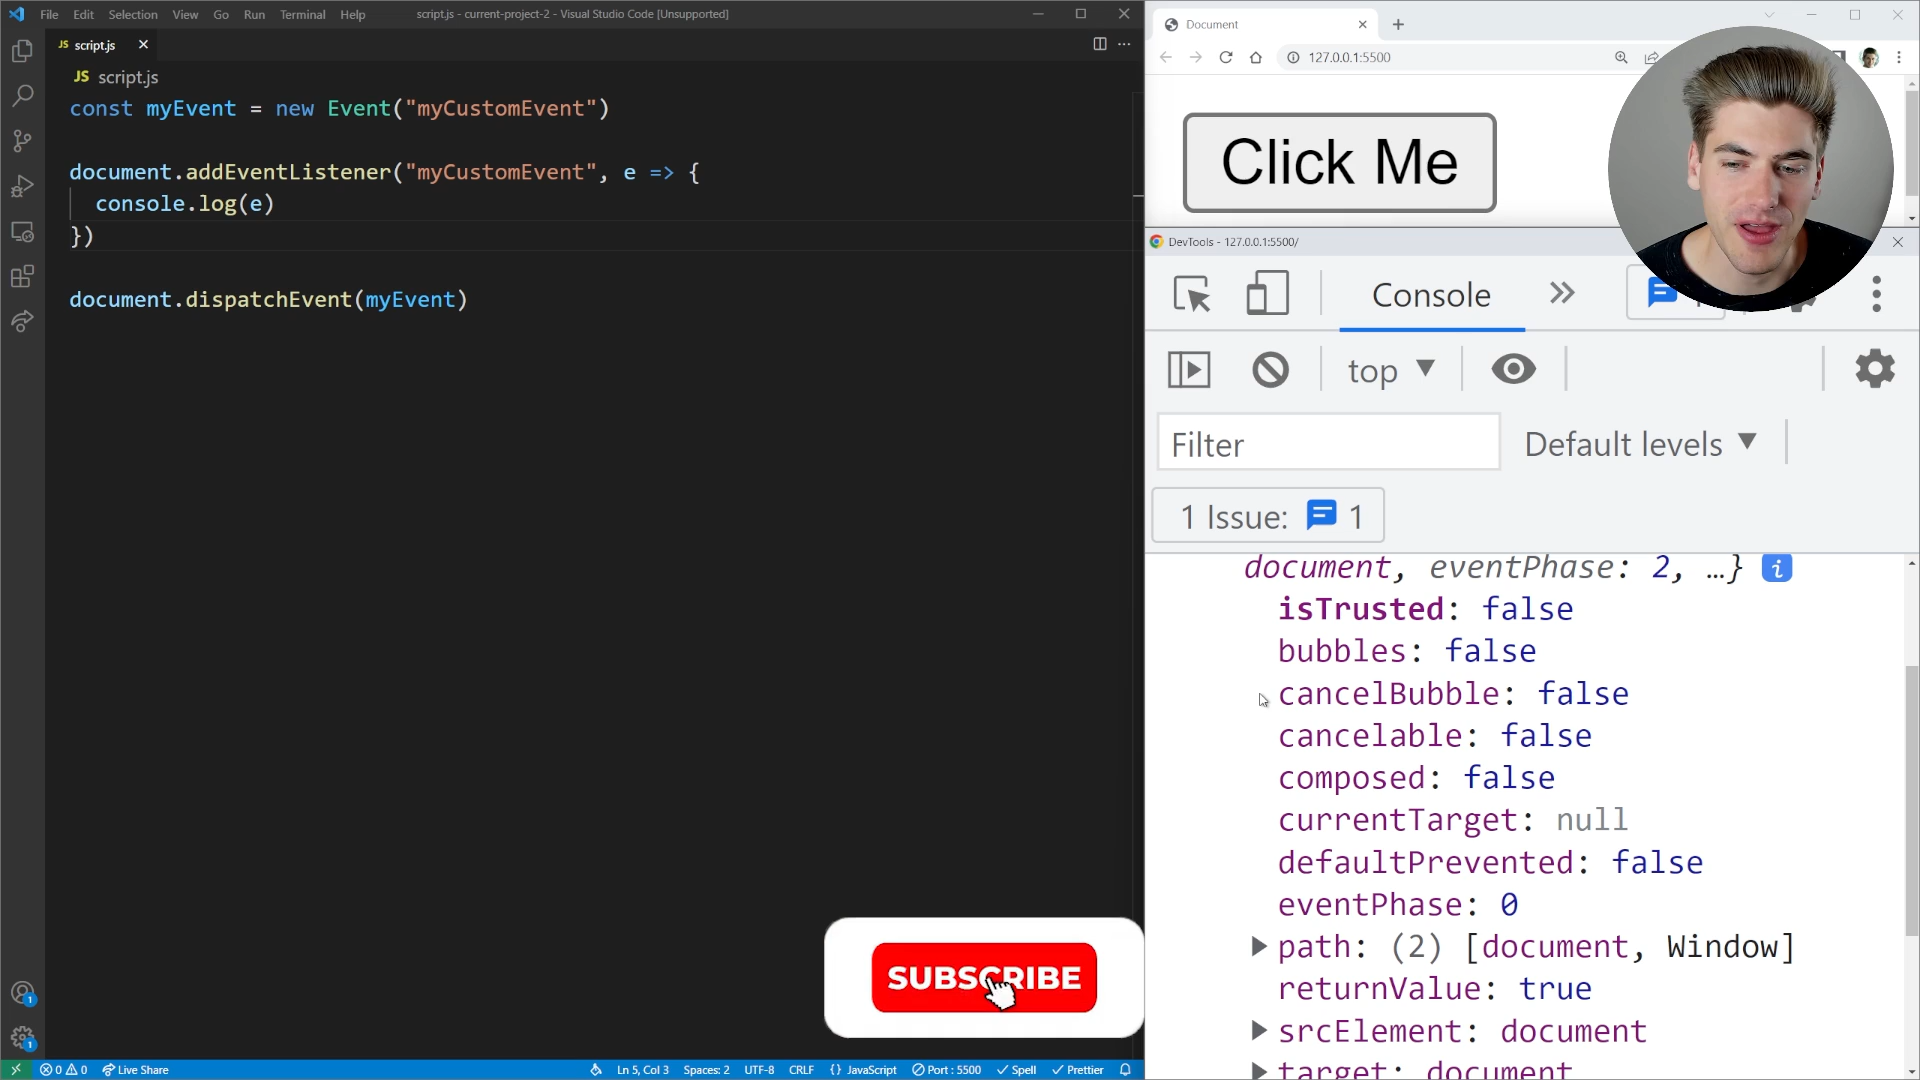 File Edit Selection View Go Run Terminal Help
script.js - current-project-2 - Visual Studio Code [Unsupported]
JS script.js
JS script.js
const myEvent = new Event("myCustomEvent")
document.addEventListener("myCustomEvent", e => {
console.log(e)
})
document.dispatchEvent(myEvent)
SUBSCRIBE
1
1
0 0 Live Share
Ln 5, Col 3 Spaces: 2 UTF-8 CRLF {} JavaScript Port : 5500 Spell Prettier
Document
127.0.0.1:5500
Click Me
DevTools - 127.0.0.1:5500/
Console
top
Filter
Default levels
1 Issue: 1
document, eventPhase: 2, …} i
isTrusted: false
bubbles: false
cancelBubble: false
cancelable: false
composed: false
currentTarget: null
defaultPrevented: false
eventPhase: 0
path: (2) [document, Window]
returnValue: true
srcElement: document
target: document